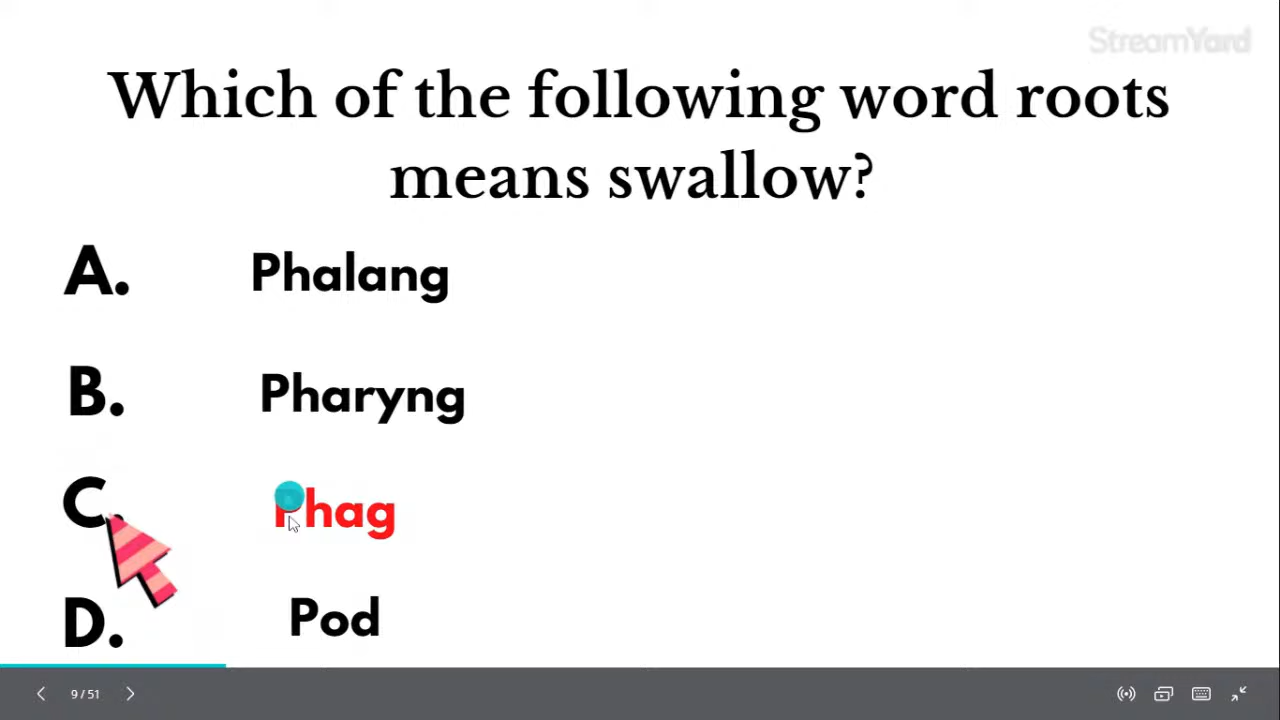 StreamYard
Which of the following word roots
means swallow?
A. Phalang
B. Pharyng
C. Phag
D. Pod
9 / 51